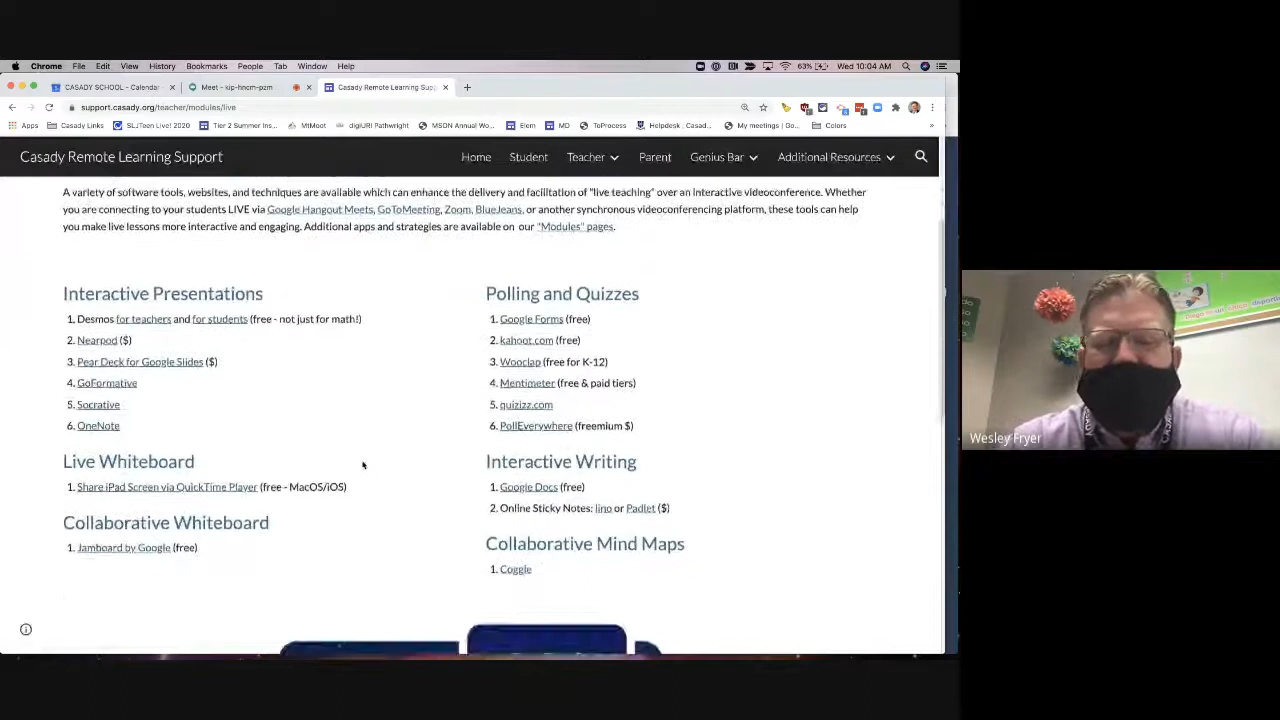 Chrome File Edit View History Bookmarks People Tab Window Help 63% Wed 10:04 AM
CASADY SCHOOL - Calendar Meet - kip-hncm-pzm Casady Remote Learning Supp
support.casady.org/teacher/modules/live
Apps Casady Links SLJTeen Live! 2020 Tier 2 Summer Ins... MtMoot digiURI Pathwright MSON Annual Wo... Elem MD ToProcess Helpdesk_Casad... My meetings | Go... Colors »
Casady Remote Learning Support Home Student Teacher Parent Genius Bar Additional Resources
A variety of software tools, websites, and techniques are available which can enhance the delivery and facilitation of "live teaching" over an interactive videoconference. Whether
you are connecting to your students LIVE via Google Hangout Meets, GoToMeeting, Zoom, BlueJeans, or another synchronous videoconferencing platform, these tools can help
you make live lessons more interactive and engaging. Additional apps and strategies are available on our "Modules" pages.
Interactive Presentations
1. Desmos for teachers and for students (free - not just for math!)
2. Nearpod ($)
3. Pear Deck for Google Slides ($)
4. GoFormative
5. Socrative
6. OneNote
Live Whiteboard
1. Share iPad Screen via QuickTime Player (free - MacOS/iOS)
Collaborative Whiteboard
1. Jamboard by Google (free)
Polling and Quizzes
1. Google Forms (free)
2. kahoot.com (free)
3. Wooclap (free for K-12)
4. Mentimeter (free & paid tiers)
5. quizizz.com
6. PollEverywhere (freemium $)
Interactive Writing
1. Google Docs (free)
2. Online Sticky Notes: lino or Padlet ($)
Collaborative Mind Maps
1. Coggle
Wesley Fryer